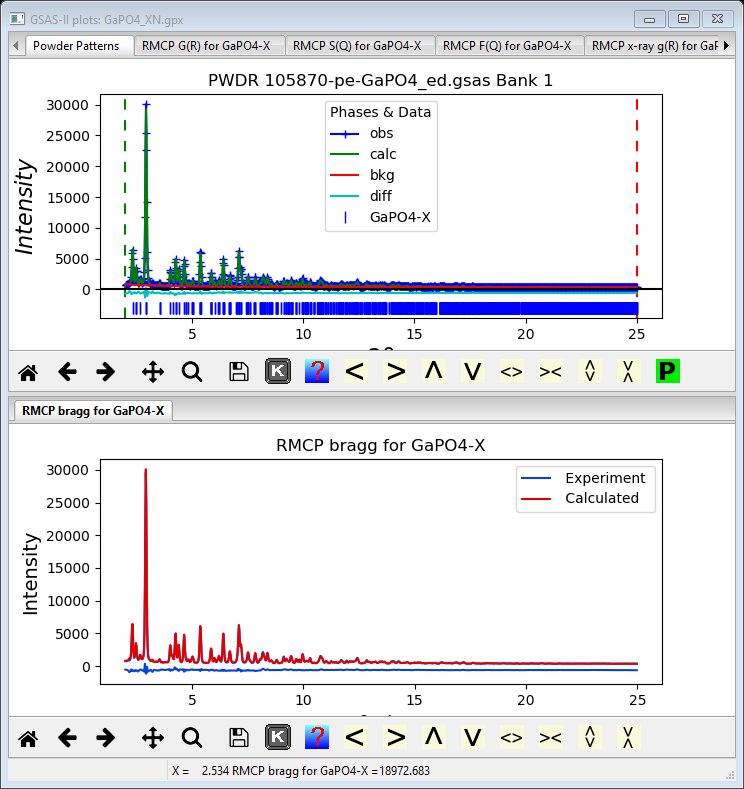 GSAS-II plots: GaPO4_XN.gpx
Powder Patterns
RMCP G(R) for GaPO4-X
RMCP S(Q) for GaPO4-X
RMCP F(Q) for GaPO4-X
RMCP x-ray g(R) for GaF
PWDR 105870-pe-GaPO4_ed.gsas Bank 1
30000
25000
20000
15000
10000
5000
0
Intensity
Phases & Data
obs
calc
bkg
diff
GaPO4-X
5
10
15
20
25
K
?
<
>
Λ
V
<>
><
P
RMCP bragg for GaPO4-X
RMCP bragg for GaPO4-X
30000
25000
20000
15000
10000
5000
0
Intensity
Experiment
Calculated
5
10
15
20
25
K
?
<
>
Λ
V
<>
><
X = 2.534 RMCP bragg for GaPO4-X =18972.683